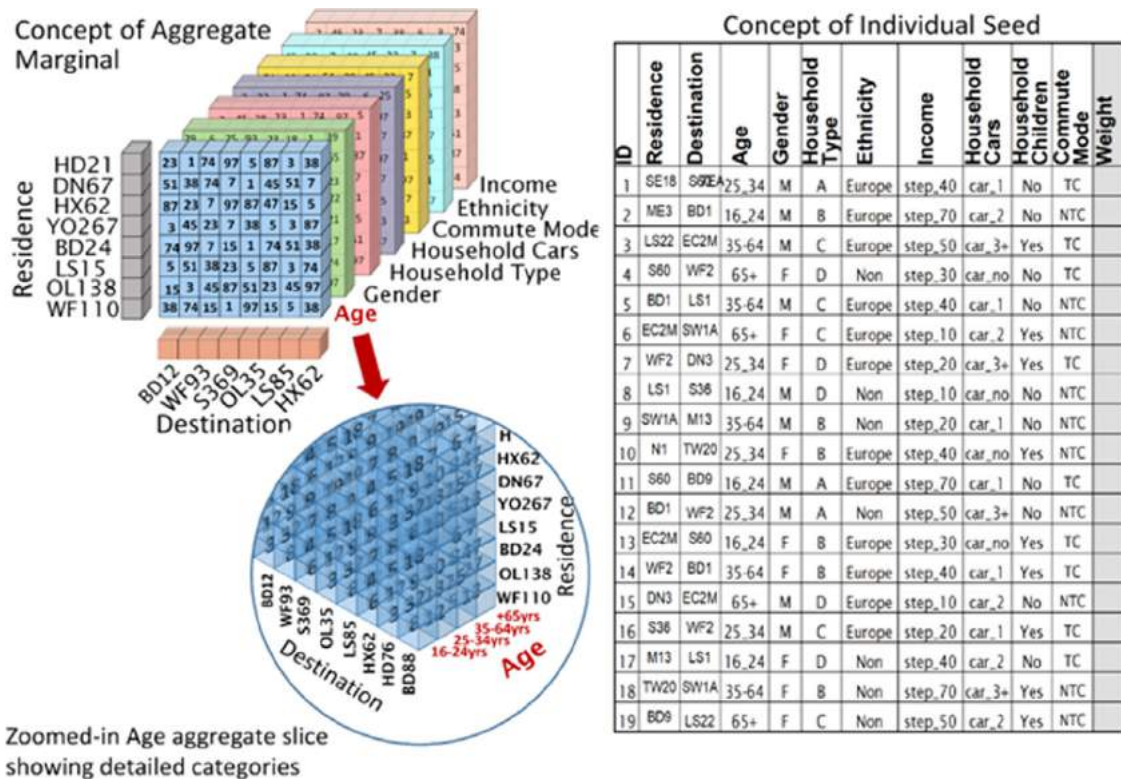 Concept of Aggregate
Marginal
Income
Ethnicity
Commute Mode
Household Cars
Household Type
Gender
Age
Residence
HD21
DN67
HX62
YO267
BD24
LS15
OL138
WF110
23 1 74 97 5 87 3 38
51 38 74 7 1 45 51 7
87 23 7 97 87 47 15 5
3 45 23 7 38 5 3 87
74 97 7 15 1 74 51 38
5 51 38 23 5 87 3 74
15 3 45 87 51 23 45 97
38 74 15 1 97 15 5 38
BD12
WF93
S369
OL35
LS85
HX62
Destination
H
HX62
DN67
YO267
LS15
BD24
OL138
WF110
Residence
BD12
WF93
S369
OL35
LS85
HX62
HD76
BD88
Destination
+65yrs
35-64yrs
25-34yrs
16-24yrs
Age
Zoomed-in Age aggregate slice
showing detailed categories
Concept of Individual Seed
ID Residence Destination Age Gender Household Type Ethnicity Income Household Cars Household Children Commute Mode Weight
1 SE18 25_34 M A Europe step_40 car_1 No TC
2 ME3 BD1 16_24 M B Europe step_70 car_2 No NTC
3 LS22 EC2M 35-64 M C Europe step_50 car_3+ Yes TC
4 S60 WF2 65+ F D Non step_30 car_no No TC
5 BD1 LS1 35-64 M C Europe step_40 car_1 No NTC
6 EC2M SW1A 65+ F C Europe step_10 car_2 Yes NTC
7 WF2 DN3 25_34 F D Europe step_20 car_3+ Yes TC
8 LS1 S36 16_24 M D Non step_10 car_no No NTC
9 SW1A M13 35-64 M B Non step_20 car_1 No NTC
10 N1 TW20 25_34 F B Europe step_40 car_no Yes NTC
11 S60 BD9 16_24 M A Europe step_70 car_1 No TC
12 BD1 WF2 25_34 M A Non step_50 car_3+ No NTC
13 EC2M S60 16_24 F B Europe step_30 car_no Yes TC
14 WF2 BD1 35-64 F B Europe step_40 car_1 Yes TC
15 DN3 EC2M 65+ M D Europe step_10 car_2 No NTC
16 S36 WF2 25_34 M C Europe step_20 car_1 Yes TC
17 M13 LS1 16_24 F D Non step_40 car_2 No TC
18 TW20 SW1A 35-64 F B Non step_70 car_3+ Yes NTC
19 BD9 LS22 65+ F C Non step_50 car_2 Yes NTC